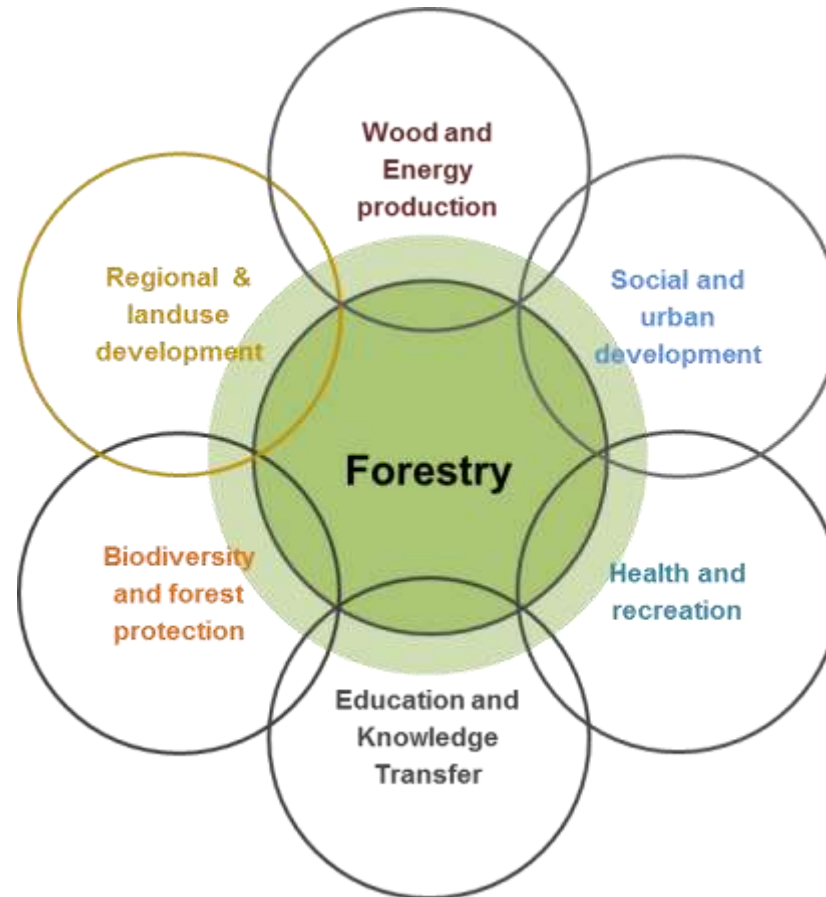 Wood and
Energy
production
Regional &
landuse
development
Social and
urban
development
Forestry
Biodiversity
and forest
protection
Health and
recreation
Education and
Knowledge
Transfer